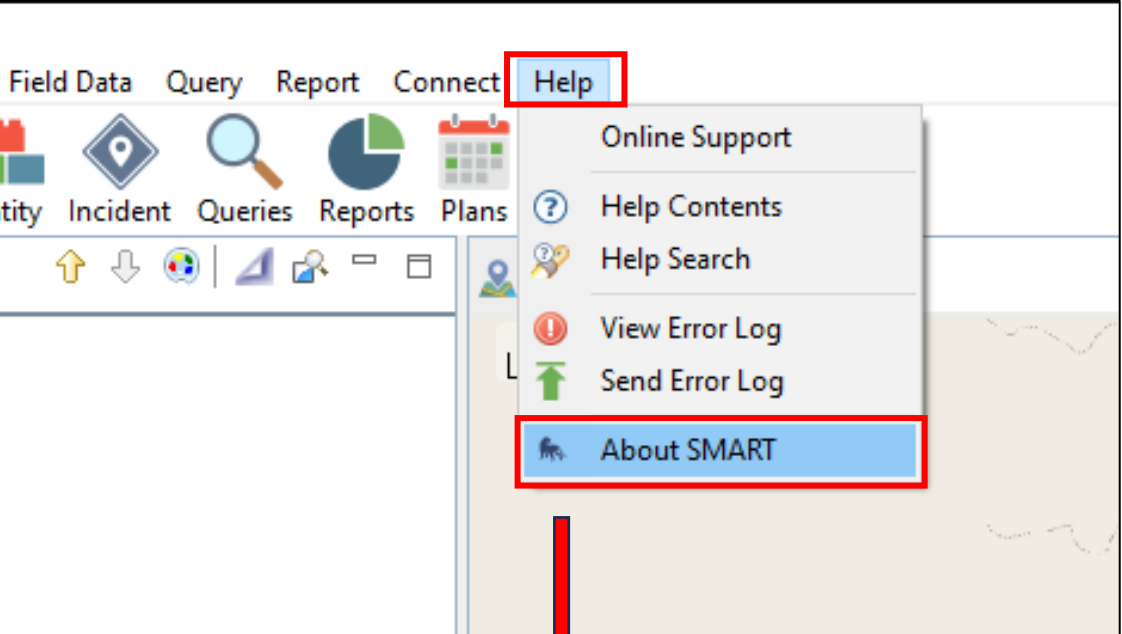 Field Data Query Report Connect Help
Incident Queries Reports Plans
Online Support
Help Contents
Help Search
View Error Log
Send Error Log
About SMART